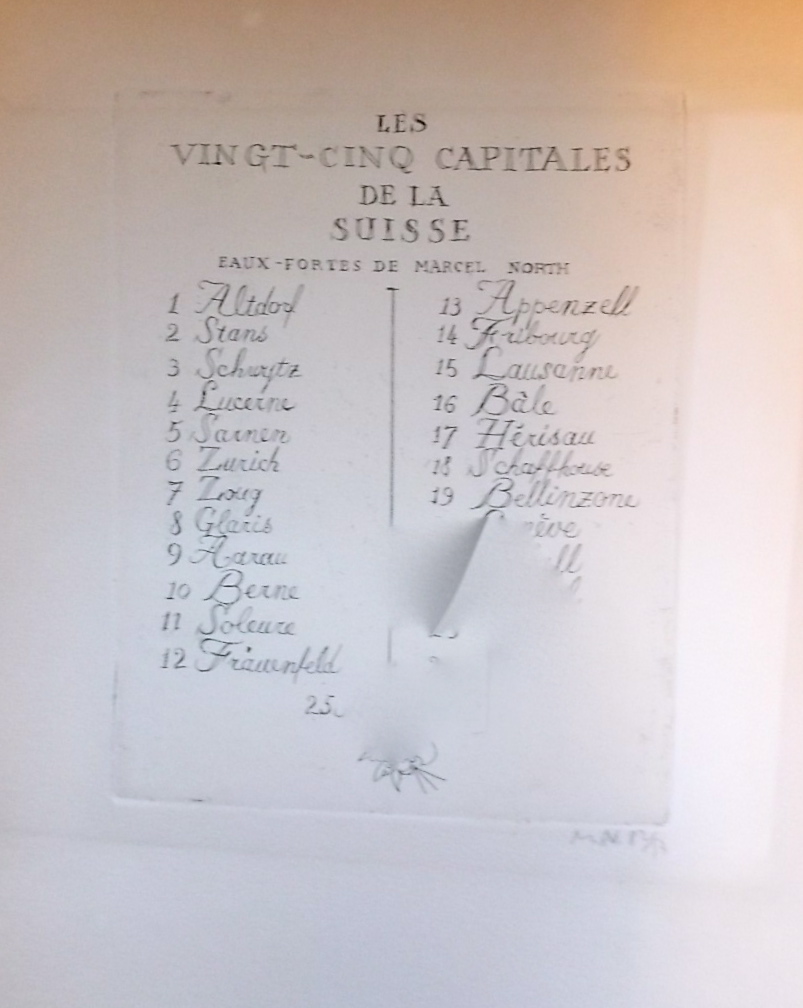 LES
VINGT-CINQ CAPITALES
DE LA
SUISSE
EAUX-FORTES DE MARCEL NORTH
1 Altdorf
2 Stans
3 Schwytz
4 Lucerne
5 Sarnen
6 Zurich
7 Zoug
8 Glaris
9 Aarau
10 Berne
11 Soleure
12 Frauenfeld
13 Appenzell
14 Fribourg
15 Lausanne
16 Bâle
17 Hérisau
18 Schaffhouse
19 Bellinzone
25